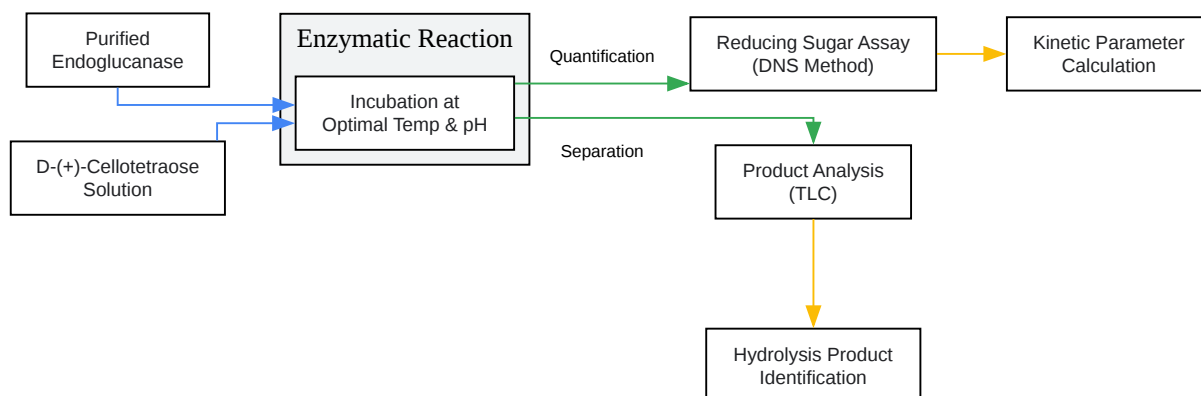 Purified
Endoglucanase
D-(+)-Cellotetraose
Solution
Enzymatic Reaction
Incubation at
Optimal Temp & pH
Quantification
Separation
Reducing Sugar Assay
(DNS Method)
Kinetic Parameter
Calculation
Product Analysis
(TLC)
Hydrolysis Product
Identification